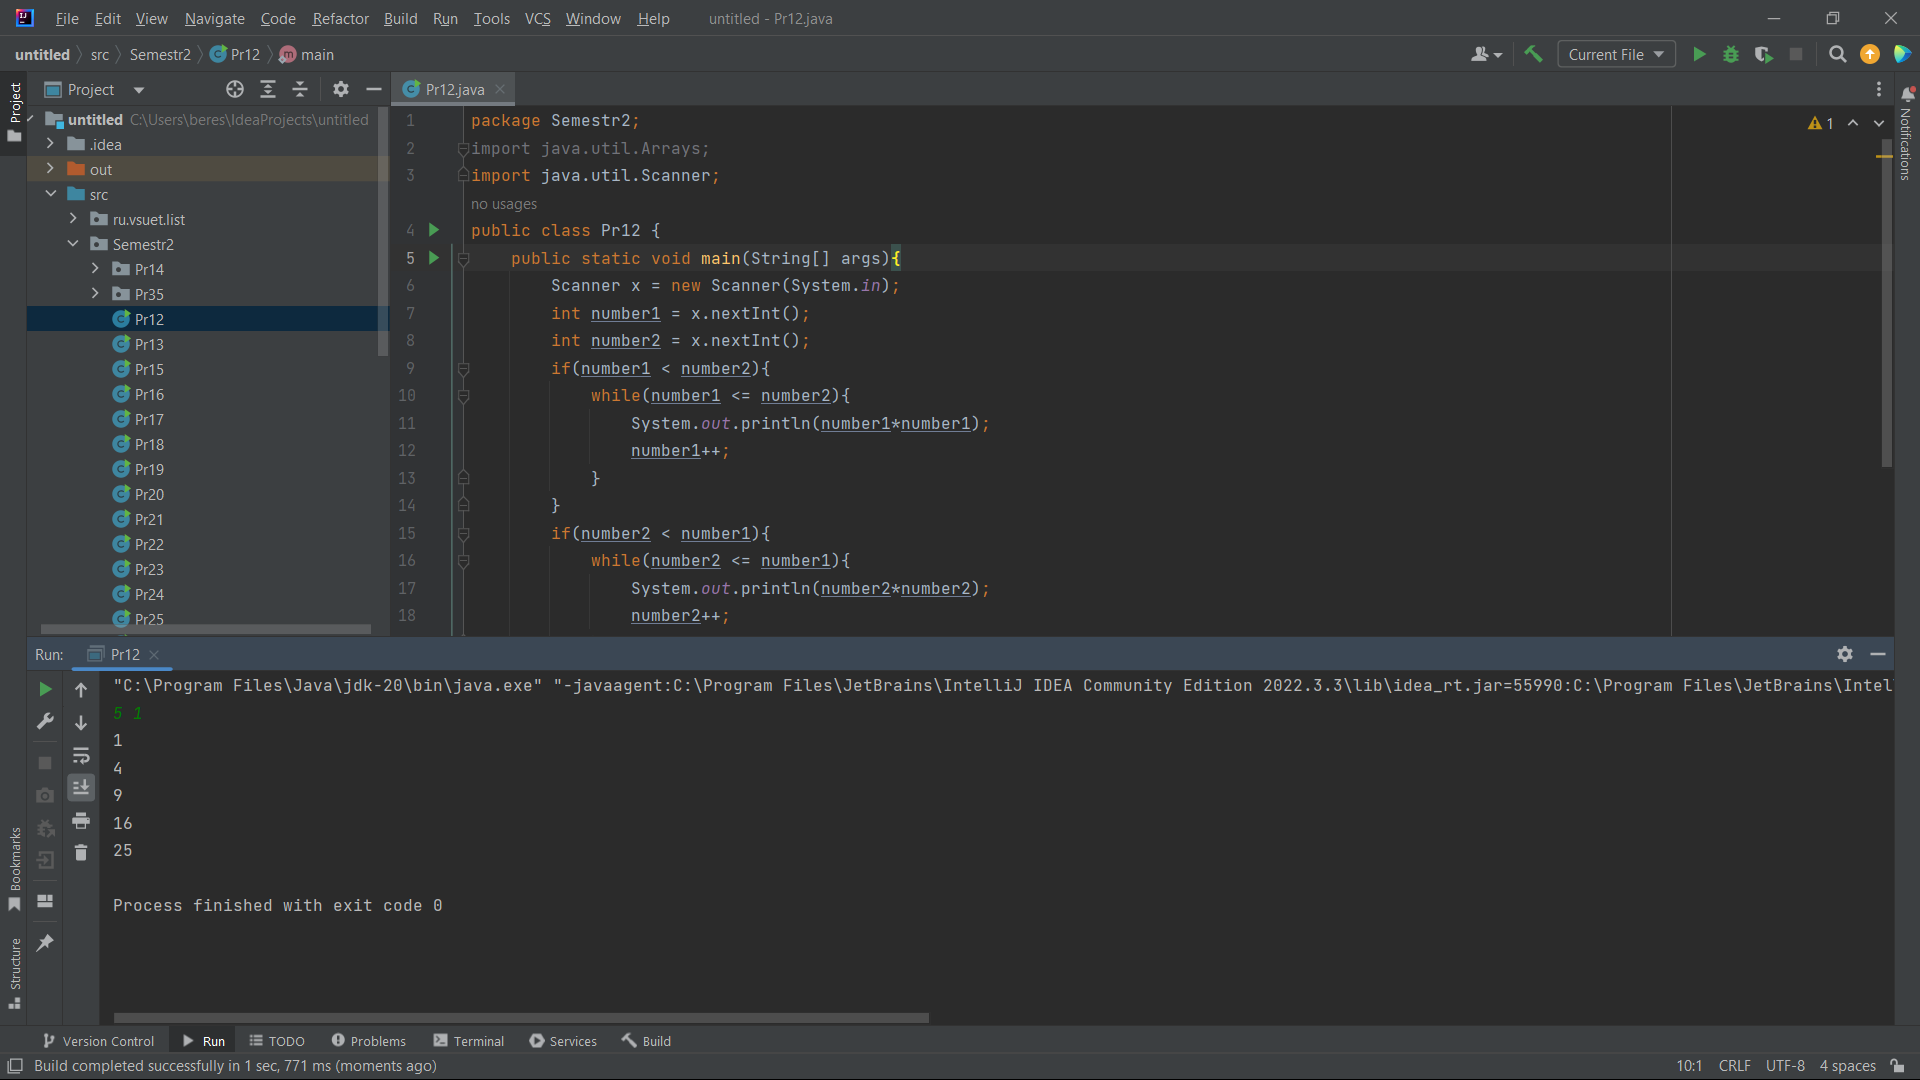 File Edit View Navigate Code Refactor Build Run Tools VCS Window Help untitled - Pr12.java
untitled src Semestr2 Pr12 main
Current File
Project
Project
Pr12.java
untitled C:\Users\beres\IdeaProjects\untitled
.idea
out
src
ru.vsuet.list
Semestr2
Pr14
Pr35
Pr12
Pr13
Pr15
Pr16
Pr17
Pr18
Pr19
Pr20
Pr21
Pr22
Pr23
Pr24
Pr25
1 package Semestr2;
2 import java.util.Arrays;
3 import java.util.Scanner;
no usages
4 public class Pr12 {
5 public static void main(String[] args){
6 Scanner x = new Scanner(System.in);
7 int number1 = x.nextInt();
8 int number2 = x.nextInt();
9 if(number1 < number2){
10 while(number1 <= number2){
11 System.out.println(number1*number1);
12 number1++;
13 }
14 }
15 if(number2 < number1){
16 while(number2 <= number1){
17 System.out.println(number2*number2);
18 number2++;
1
Notifications
Run: Pr12
"C:\Program Files\Java\jdk-20\bin\java.exe" "-javaagent:C:\Program Files\JetBrains\IntelliJ IDEA Community Edition 2022.3.3\lib\idea_rt.jar=55990:C:\Program Files\JetBrains\Intel
5 1
1
4
9
16
25
Process finished with exit code 0
Bookmarks
Structure
Version Control Run TODO Problems Terminal Services Build
Build completed successfully in 1 sec, 771 ms (moments ago) 10:1 CRLF UTF-8 4 spaces